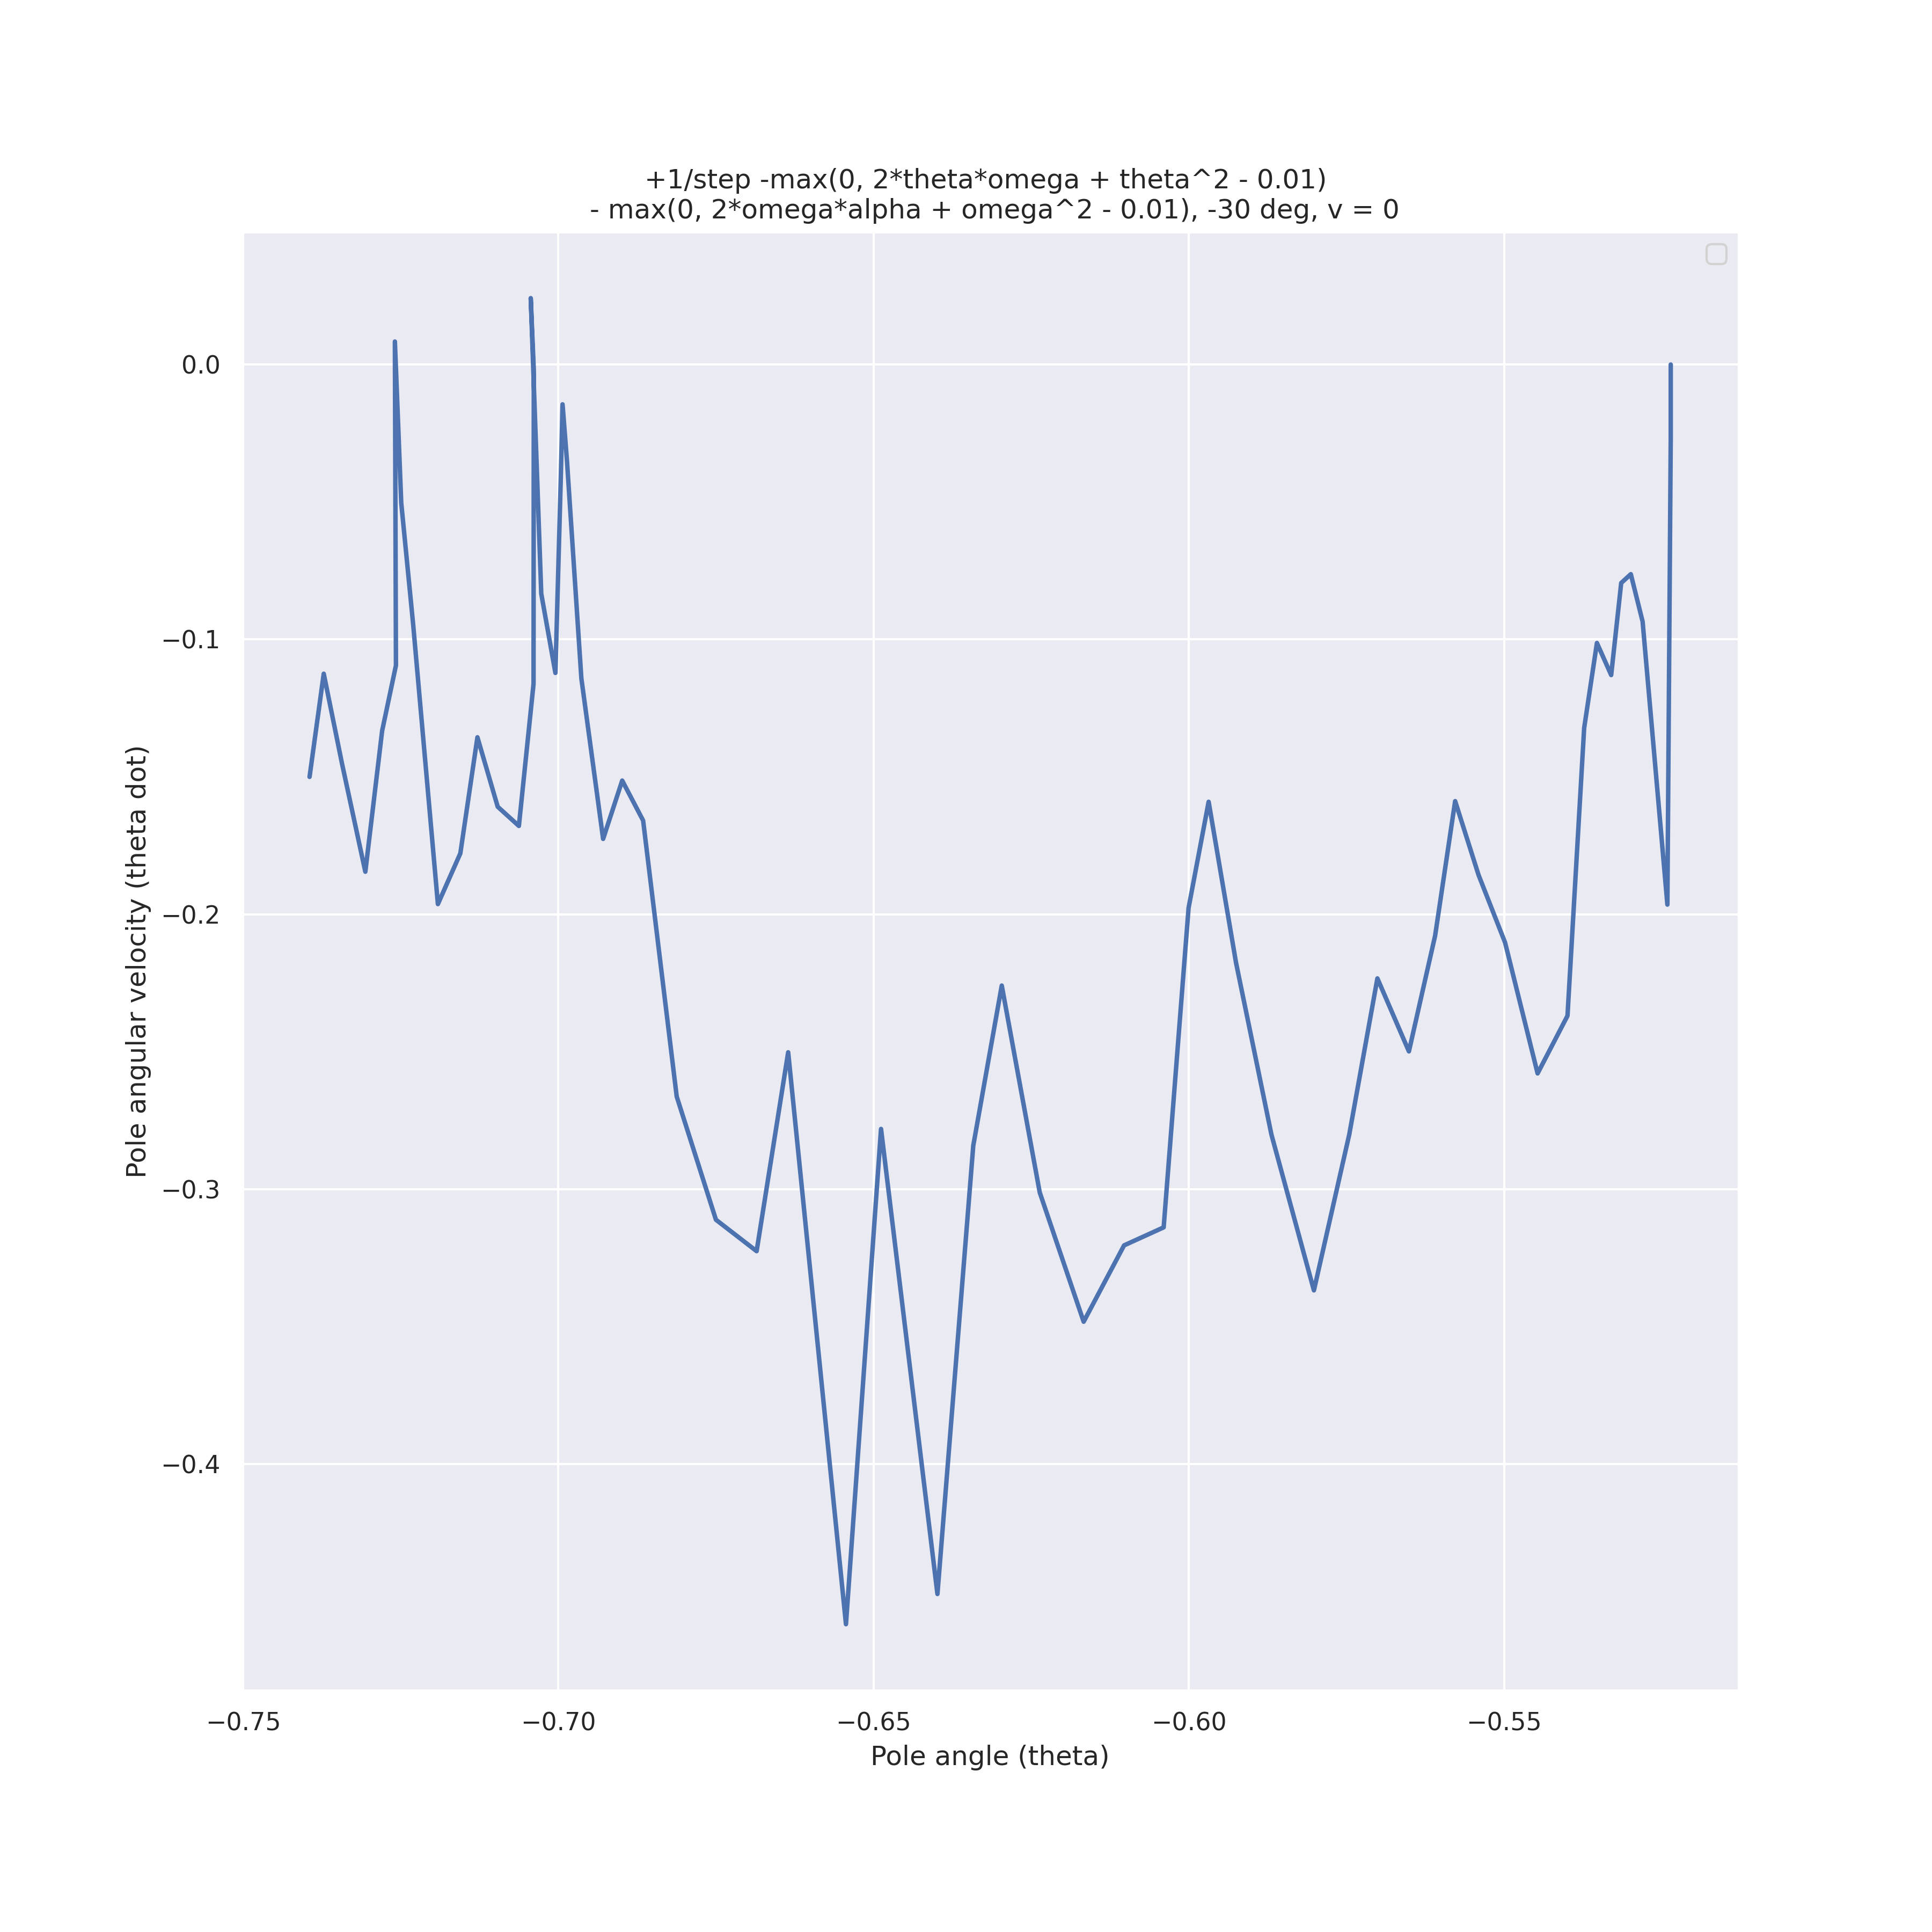 +1/step -max(0, 2*theta*omega + theta^2 - 0.01)
- max(0, 2*omega*alpha + omega^2 - 0.01), -30 deg, v = 0
Pole angular velocity (theta dot)
0.0
−0.1
−0.2
−0.3
−0.4
−0.75
−0.70
−0.65
−0.60
−0.55
Pole angle (theta)